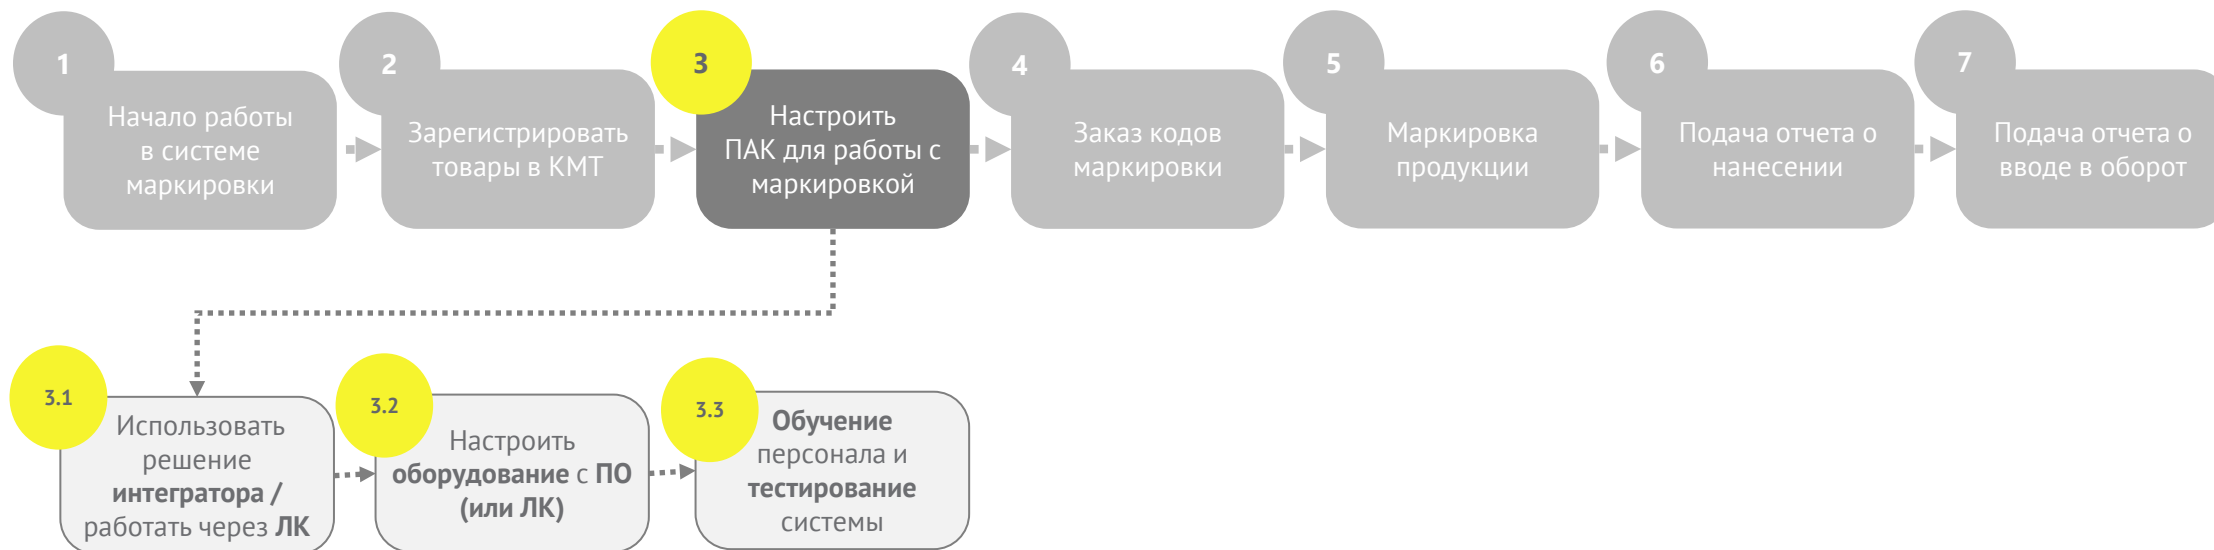 1
Начало работы
в системе
маркировки
2
Зарегистрировать
товары в КМТ
3
Настроить
ПАК для работы с
маркировкой
4
Заказ кодов
маркировки
5
Маркировка
продукции
6
Подача отчета о
нанесении
7
Подача отчета о
вводе в оборот
3.1
Использовать
решение
интегратора /
работать через ЛК
3.2
Настроить
оборудование с ПО
(или ЛК)
3.3
Обучение
персонала и
тестирование
системы